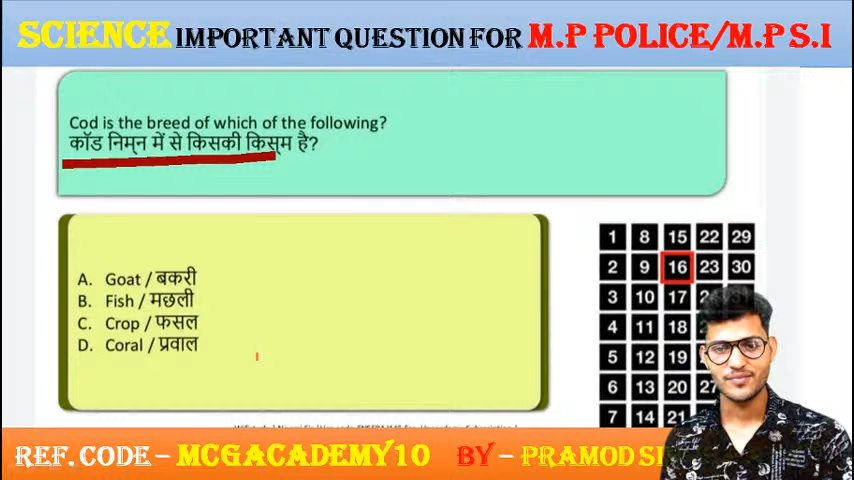 SCIENCE IMPORTANT QUESTION FOR M.P POLICE/M.P S.I
Cod is the breed of which of the following?
कॉड निम्न में से किसकी किस्म है?
A. Goat / बकरी
B. Fish / मछली
C. Crop / फसल
D. Coral / प्रवाल
1 8 15 22 29
2 9 16 23 30
3 10 17
4 11 18
5 12 19
6 13 20 27
7 14 21
REF. CODE - MCGACADEMY10 BY - PRAMOD